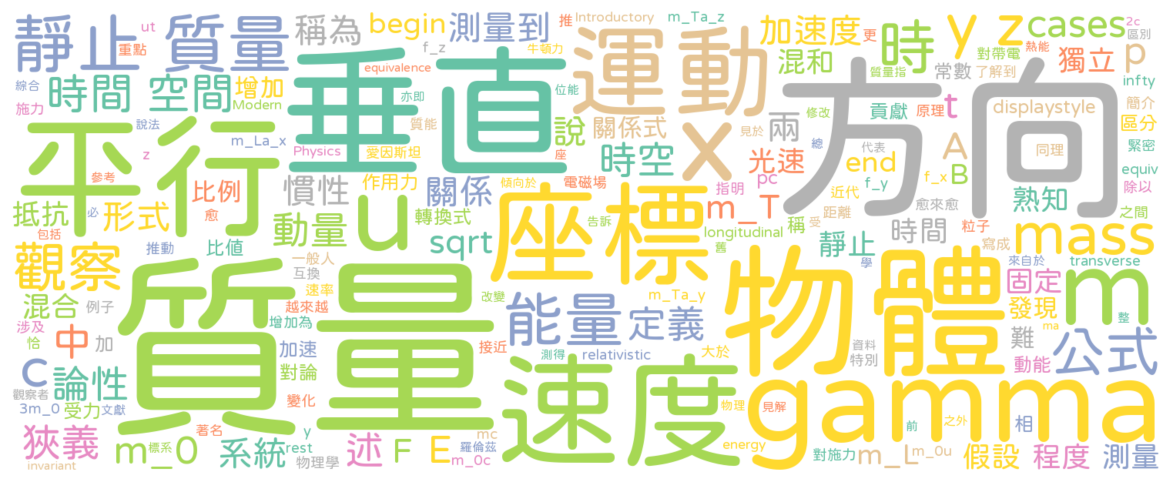 靜止 質量 稱為 begin 測量到 推 Introductory m_Ta_z 更 時 y z cases 2c 區別
綜合 重點 ut f_z 牛頓力 加速度 對帶電 熱能 p
時間 空間 增加 equivalence 垂直 運動 混和 質量指 常數 了解到 獨立 infty
施力 Modern 亦即 位能 方向 原理 t displaystyle 簡介
平行 說法 m_La_x 質能 說 關係式 x 修改 貢獻 區分
z Physics 愛因斯坦 座 時空 見於 兩 總 代表 A 同理 緊密
參考 比例 慣性 作用力 關係 傾向於 電磁場 光速 end f_x B equiv
抵抗 愈 形式 動量 轉換式 u 必 指明 pc m_T 近代 f_y 愈來愈 熟知 除以
包括 推動 比值 sqrt 座標 告訴 longitudinal 距離 稱 受 靜止 時間 粒子 寫成 mass 之間
觀察 一般人 互換 舊 學 來自於 transverse
混合 例子 質量 越來越 速率 改變 能量 定義 m_Ta_y 物體 固定 m ma
涉及 恰 中 加 增加為 接近 測得 relativistic 大於 資料 特別 發現 難 整
c 觀察者 論性 加速 對論 速度 物理 見解 gamma 動能 公式
3m_0 文獻 受力 變化 前 之外 相
狹義 著名 y m_0 標系 系統 rest 述 F E mc 羅倫茲 energy m_L m_0u 假設 程度 測量
invariant 物理學 m_0c 對施力